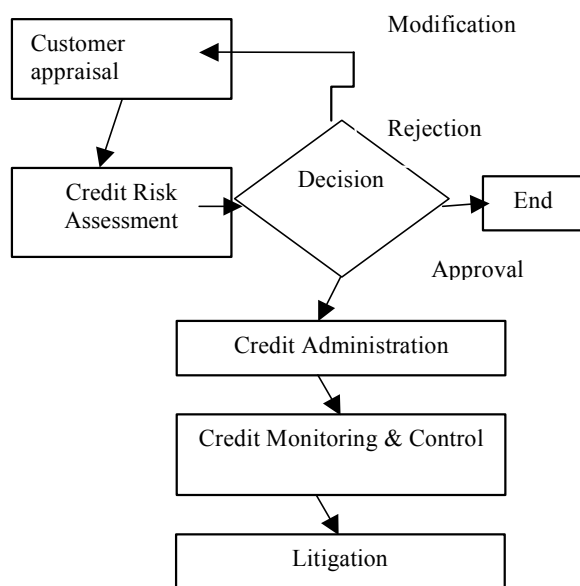 Modification
Customer
appraisal
Rejection
Decision
Credit Risk
Assessment
End
Approval
Credit Administration
Credit Monitoring & Control
Litigation